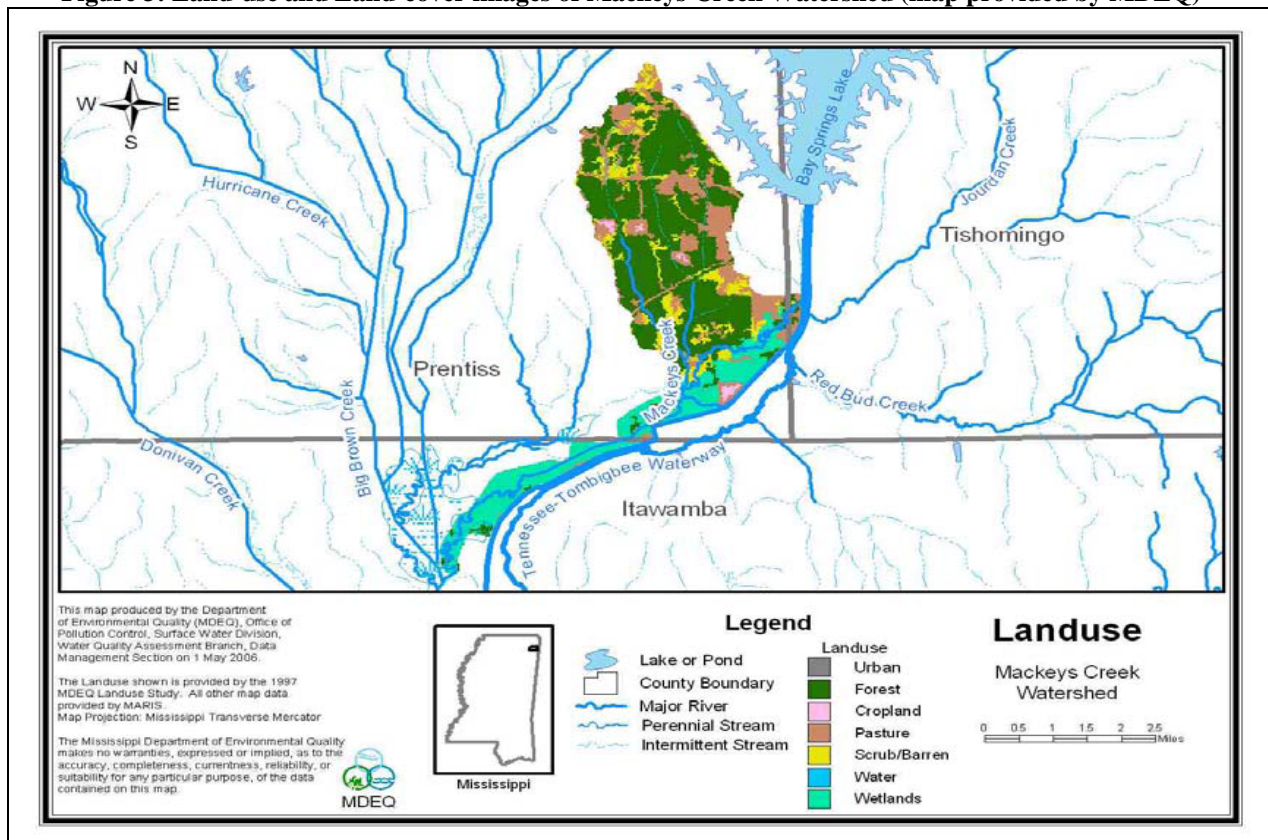 Figure 3. Land use and Land cover images of Mackeys Creek Watershed (map provided by MDEQ)
N
W E
S
Hurricane Creek
Bay Springs Lake
Jourdan Creek
Tishomingo
Prentiss
Mackeys Creek
Red Bud Creek
Big Brown Creek
Donivan Creek
Tennessee-Tombigbee Waterway
Itawamba
This map produced by the Department
of Environmental Quality (MDEQ), Office of
Pollution Control, Surface Water Division,
Water Quality Assessment Branch, Data
Management Section on 1 May 2006.
The Landuse shown is provided by the 1997
MDEQ Landuse Study. All other map data
provided by MARIS.
Map Projection: Mississippi Transverse Mercator
The Mississippi Department of Environmental Quality
makes no warranties, expressed or implied, as to the
accuracy, completeness, currentness, reliability, or
suitability for any particular purpose, of the data
contained on this map.
MDEQ
Mississippi
Legend
Lake or Pond
County Boundary
Major River
Perennial Stream
Intermittent Stream
Landuse
Urban
Forest
Cropland
Pasture
Scrub/Barren
Water
Wetlands
Landuse
Mackeys Creek
Watershed
0 0.5 1 1.5 2 2.5
Miles